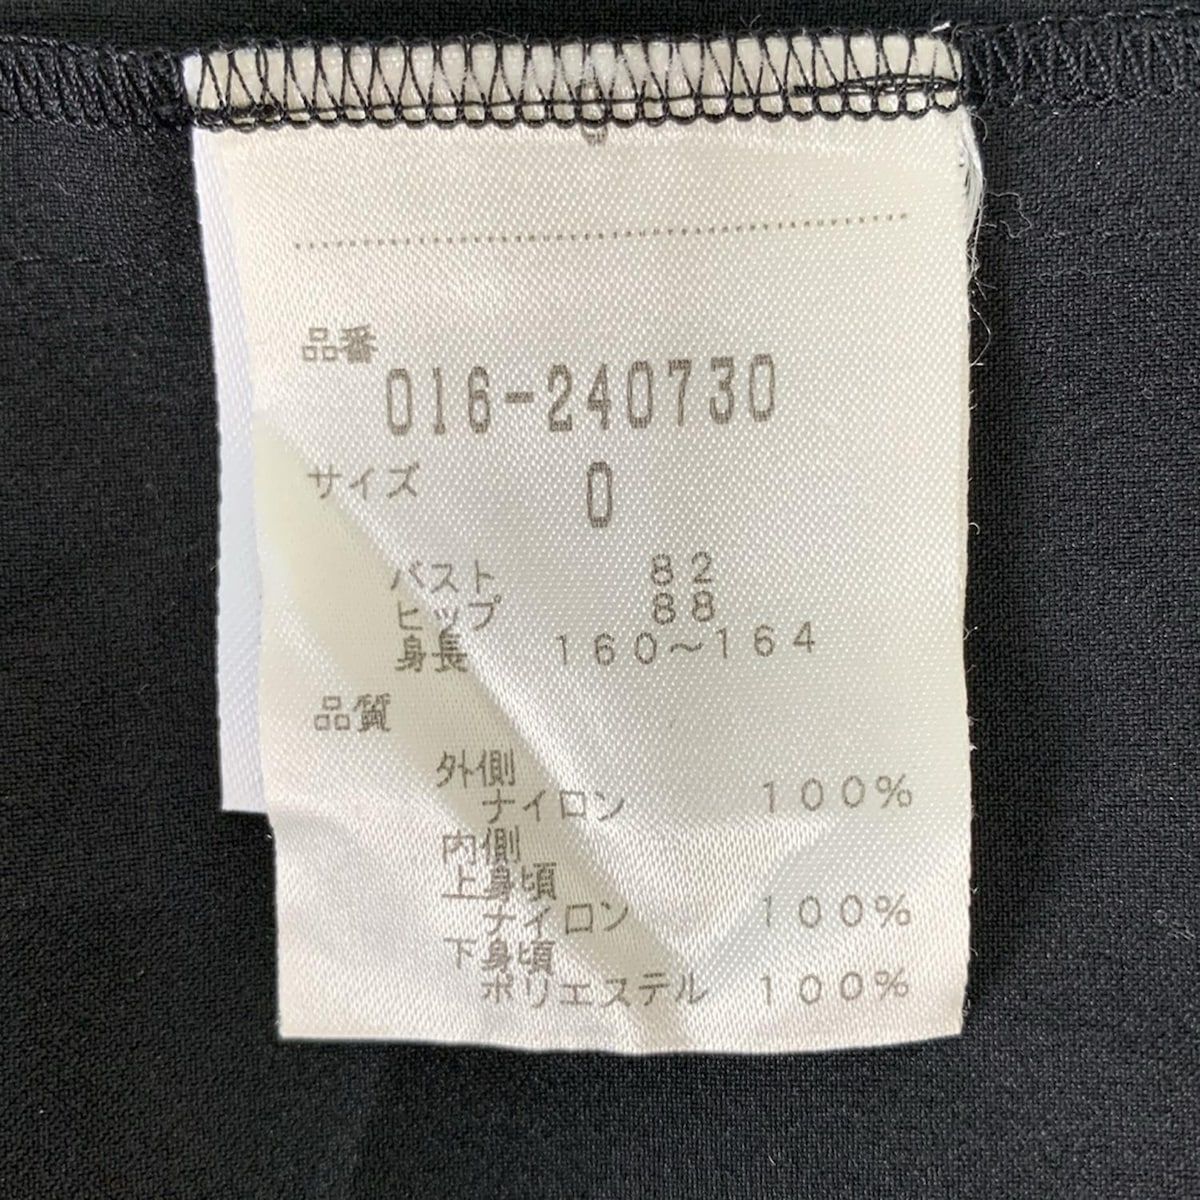 品番
016-240730
サイズ 0
バスト 82
ヒップ 88
身長 160～164
品質
外側
ナイロン 100%
内側
上身頃
ナイロン 100%
下身頃
ポリエステル 100%